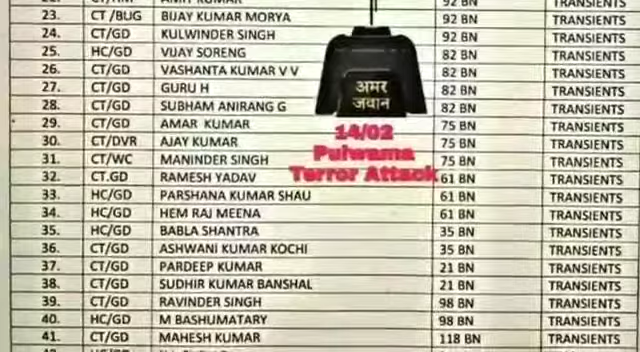 92 BN TRANSIENTS
23. CT /BUG BIJAY KUMAR MORYA 92 BN TRANSIENTS
24. CT/GD KULWINDER SINGH 92 BN TRANSIENTS
25. HC/GD VIJAY SORENG 82 BN TRANSIENTS
26. CT/GD VASHANTA KUMAR V V 82 BN TRANSIENTS
27. CT/GD GURU H 82 BN TRANSIENTS
28. CT/GD SUBHAM ANIRANG G 82 BN TRANSIENTS
29. CT/GD AMAR KUMAR 75 BN TRANSIENTS
30. CT/DVR AJAY KUMAR 75 BN TRANSIENTS
31. CT/WC MANINDER SINGH 75 BN TRANSIENTS
32. CT.GD RAMESH YADAV 61 BN TRANSIENTS
33. HC/GD PARSHANA KUMAR SHAU 61 BN TRANSIENTS
34. HC/GD HEM RAJ MEENA 61 BN TRANSIENTS
35. HC/GD BABLA SHANTRA 35 BN TRANSIENTS
36. CT/GD ASHWANI KUMAR KOCHI 35 BN TRANSIENTS
37. CT/GD PARDEEP KUMAR 21 BN TRANSIENTS
38. CT/GD SUDHIR KUMAR BANSHAL 21 BN TRANSIENTS
39. CT/GD RAVINDER SINGH 98 BN TRANSIENTS
40. HC/GD M BASHUMATARY 98 BN TRANSIENTS
41. CT/GD MAHESH KUMAR 118 BN TRANSIENTS
अमर
जवान
14/02
Pulwama
Terror Attack